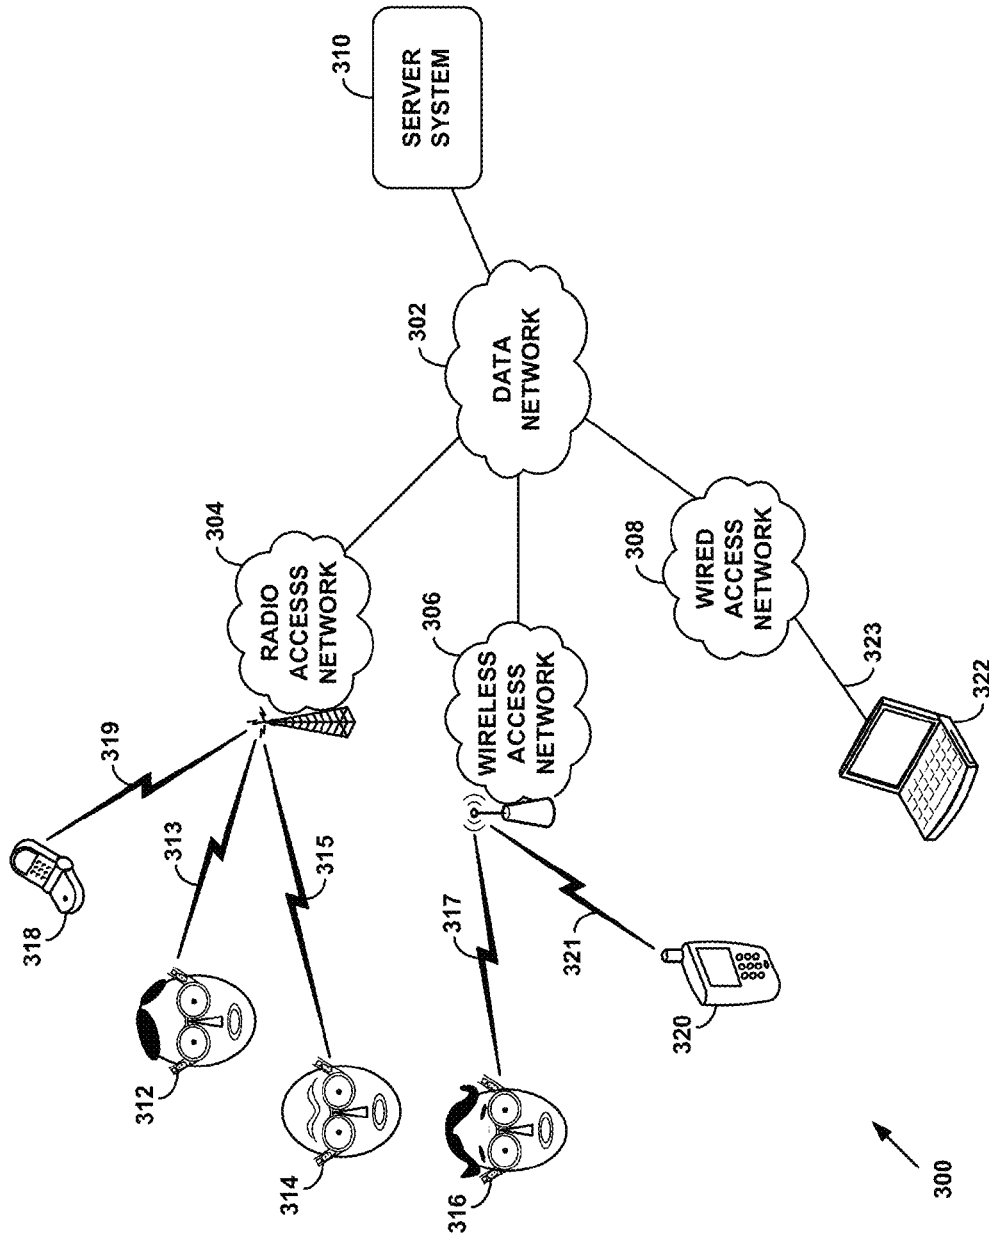 310
SERVER
SYSTEM
302
DATA
NETWORK
304
RADIO
ACCESSS
NETWORK
306
WIRELESS
ACCESS
NETWORK
308
WIRED
ACCESS
NETWORK
319
313
315
317
321
323
318
312
314
316
320
322
300